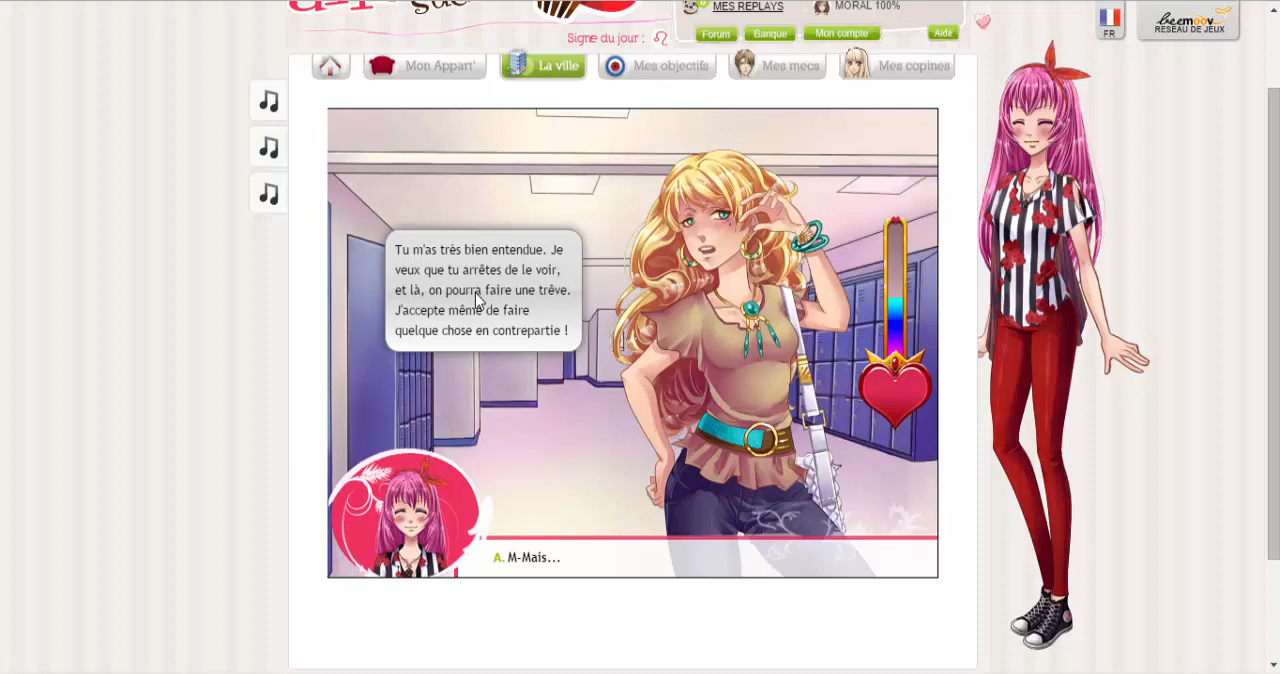 MES REPLAYS
MORAL 100%
Signe du jour :
Forum
Banque
Mon compte
Aide
FR
beemoov
RESEAU DE JEUX
Mon Appart'
La ville
Mes objectifs
Mes mecs
Mes copines
Tu m'as très bien entendue. Je
veux que tu arrêtes de le voir,
et là, on pourra faire une trêve.
J'accepte même de faire
quelque chose en contrepartie !
A. M-Mais...